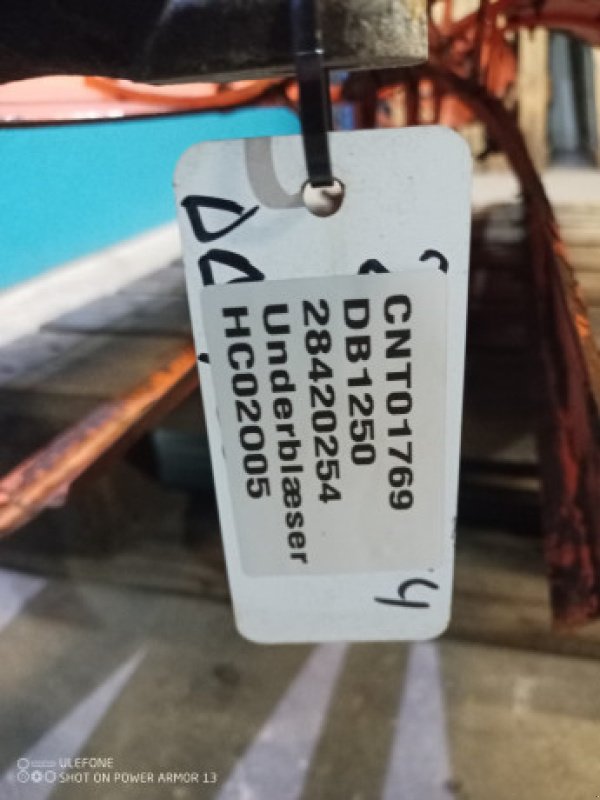 CNT01769
DB1250
28420254
Underblæser
HC02005
4
ULEFONE
SHOT ON POWER ARMOR 13